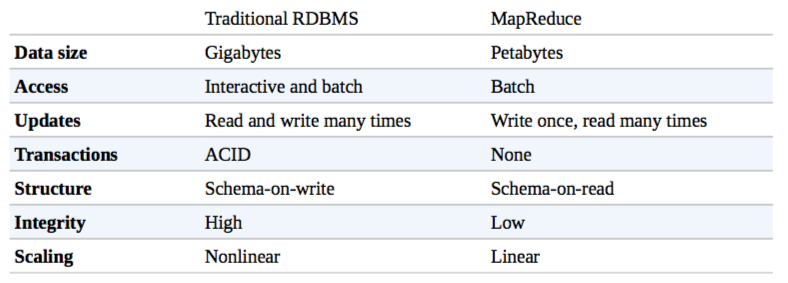 Traditional RDBMS MapReduce
Data size Gigabytes Petabytes
Access Interactive and batch Batch
Updates Read and write many times Write once, read many times
Transactions ACID None
Structure Schema-on-write Schema-on-read
Integrity High Low
Scaling Nonlinear Linear